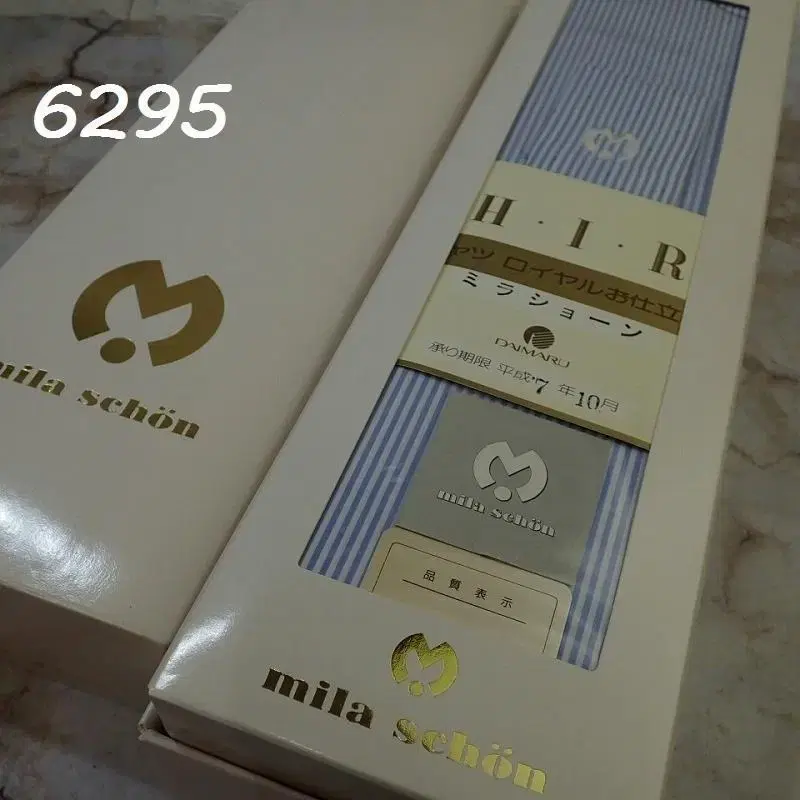 6295
mila schön
H・I・R
ャツ ロイヤルお仕立
ミラショーン
DAIMARU
承り期限 平成7年10月
mila schön
品質表示
mila schön